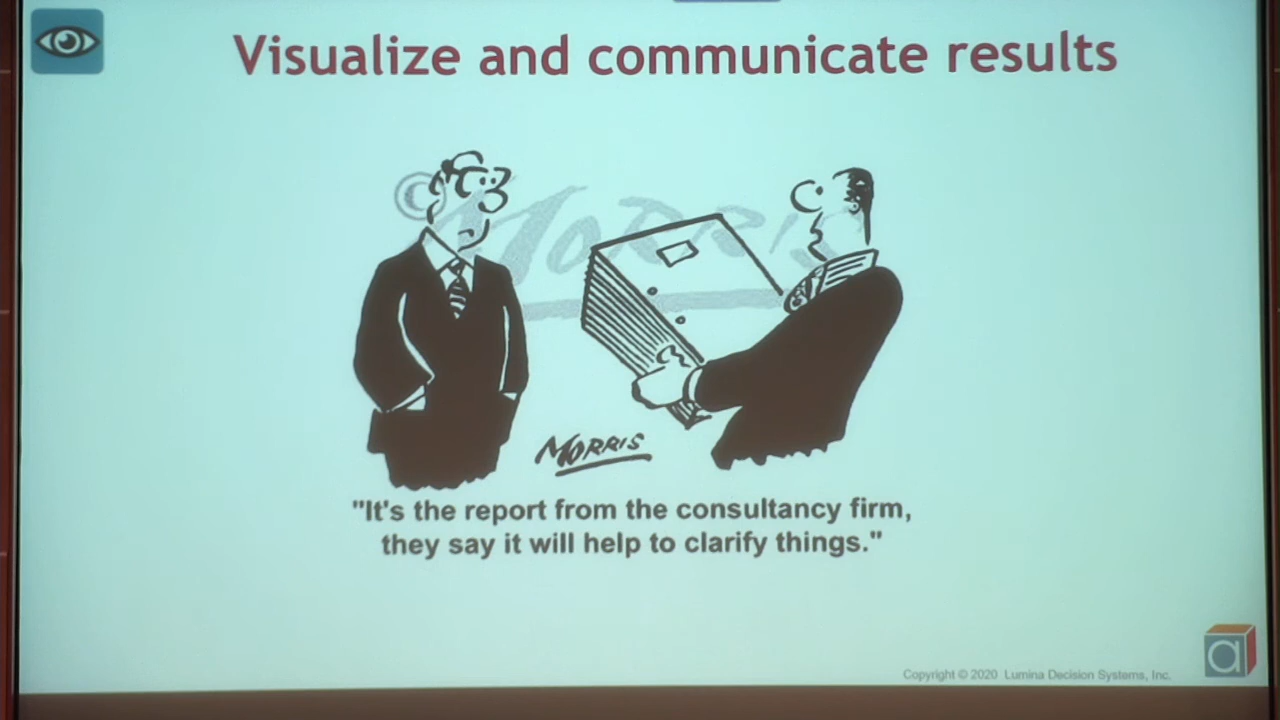 Visualize and communicate results
© MORRIS
MORRIS
"It's the report from the consultancy firm,
they say it will help to clarify things."
Copyright © 2020 Lumina Decision Systems, Inc.
a